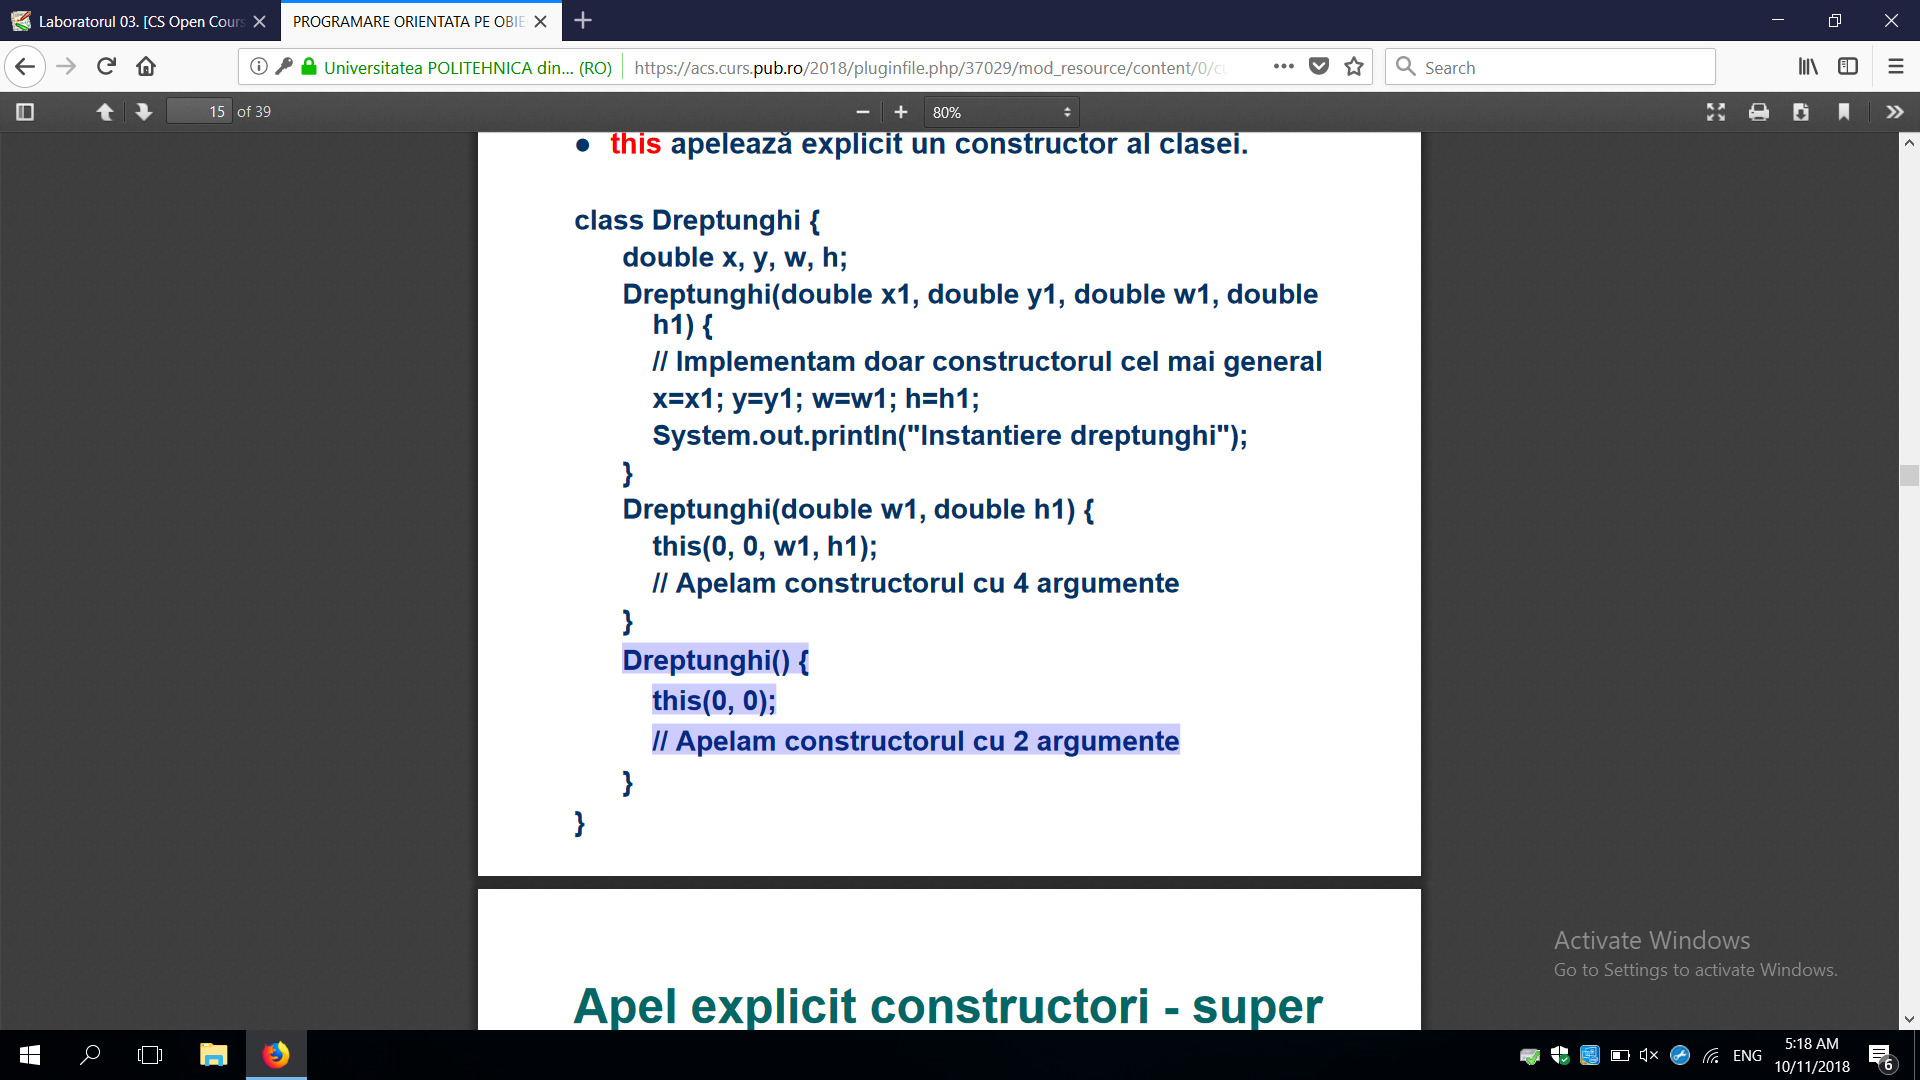 Laboratorul 03. [CS Open Cours
PROGRAMARE ORIENTATA PE OBIE
Universitatea POLITEHNICA din... (RO)
https://acs.curs.pub.ro/2018/pluginfile.php/37029/mod_resource/content/0/cu
Search
15 of 39
80%
• this apelează explicit un constructor al clasei.
class Dreptunghi {
double x, y, w, h;
Dreptunghi(double x1, double y1, double w1, double
h1) {
// Implementam doar constructorul cel mai general
x=x1; y=y1; w=w1; h=h1;
System.out.println("Instantiere dreptunghi");
}
Dreptunghi(double w1, double h1) {
this(0, 0, w1, h1);
// Apelam constructorul cu 4 argumente
}
Dreptunghi() {
this(0, 0);
// Apelam constructorul cu 2 argumente
}
}
Apel explicit constructori - super
Activate Windows
Go to Settings to activate Windows.
ENG
5:18 AM
10/11/2018
6